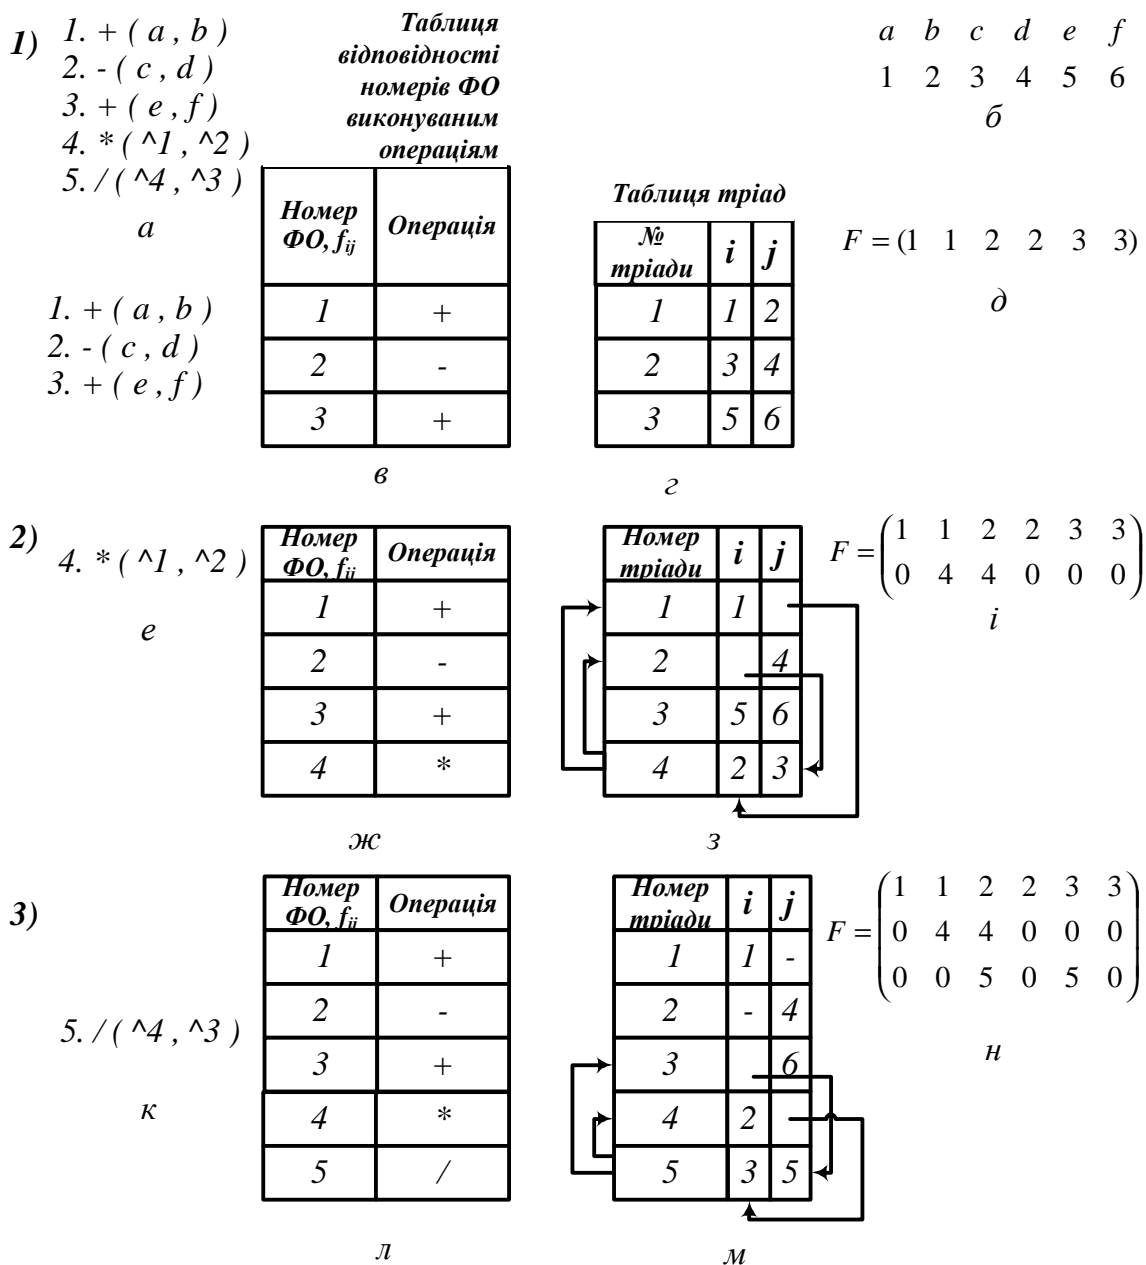 1)
1. + ( a , b )
2. - ( c , d )
3. + ( e , f )
4. * ( ^1 , ^2 )
5. / ( ^4 , ^3 )
а
1. + ( a , b )
2. - ( c , d )
3. + ( e , f )
Таблиця
відповідності
номерів ФО
виконуваним
операціям
Номер ФО, fij Операція
1 +
2 -
3 +
в
Таблиця тріад
№ тріади i j
1 1 2
2 3 4
3 5 6
г
a b c d e f
1 2 3 4 5 6
б
F = (1 1 2 2 3 3)
д
2)
4. * ( ^1 , ^2 )
е
Номер ФО, fij Операція
1 +
2 -
3 +
4 *
ж
Номер тріади i j
1 1
2 4
3 5 6
4 2 3
з
F = (1 1 2 2 3 3
0 4 4 0 0 0)
і
3)
5. / ( ^4 , ^3 )
к
Номер ФО, fij Операція
1 +
2 -
3 +
4 *
5 /
л
Номер тріади i j
1 1 -
2 - 4
3 6
4 2
5 3 5
м
F = (1 1 2 2 3 3
0 4 4 0 0 0
0 0 5 0 5 0)
н